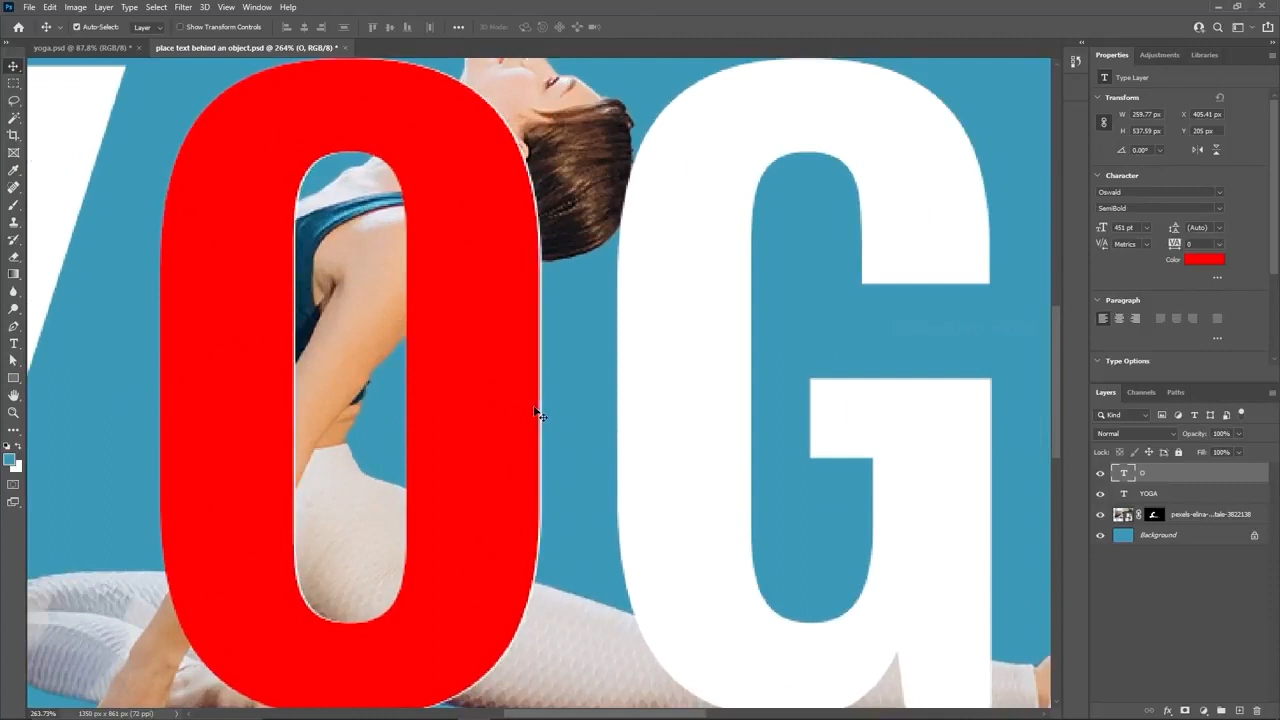 Ps File Edit Image Layer Type Select Filter 3D View Window Help
Auto-Select: Layer Show Transform Controls 3D Mode:
yoga.psd @ 87.8% (RGB/8) * × place text behind an object.psd @ 264% (O, RGB/8) * ×
Properties Adjustments Libraries
T Type Layer
Transform
W 259.77 px X 405.41 px
H 537.59 px Y 205 px
0.00°
Character
Oswald
SemiBold
451 pt (Auto)
Metrics 0
Color
Paragraph
Type Options
Layers Channels Paths
Kind
Normal Opacity: 100%
Lock: Fill: 100%
T O
T YOGA
pexels-elina-...tale-3822138
Background
OG
263.73% 1350 px x 861 px (72 ppi)